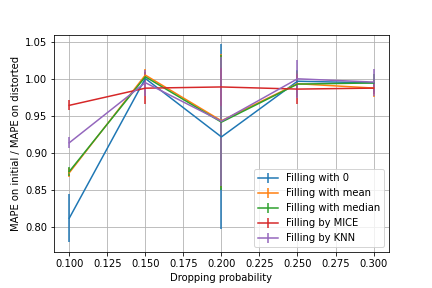 MAPE on initial / MAPE on distorted
1.05
1.00
0.95
0.90
0.85
0.80
Filling with 0
Filling with mean
Filling with median
Filling by MICE
Filling by KNN
0.100 0.125 0.150 0.175 0.200 0.225 0.250 0.275 0.300
Dropping probability